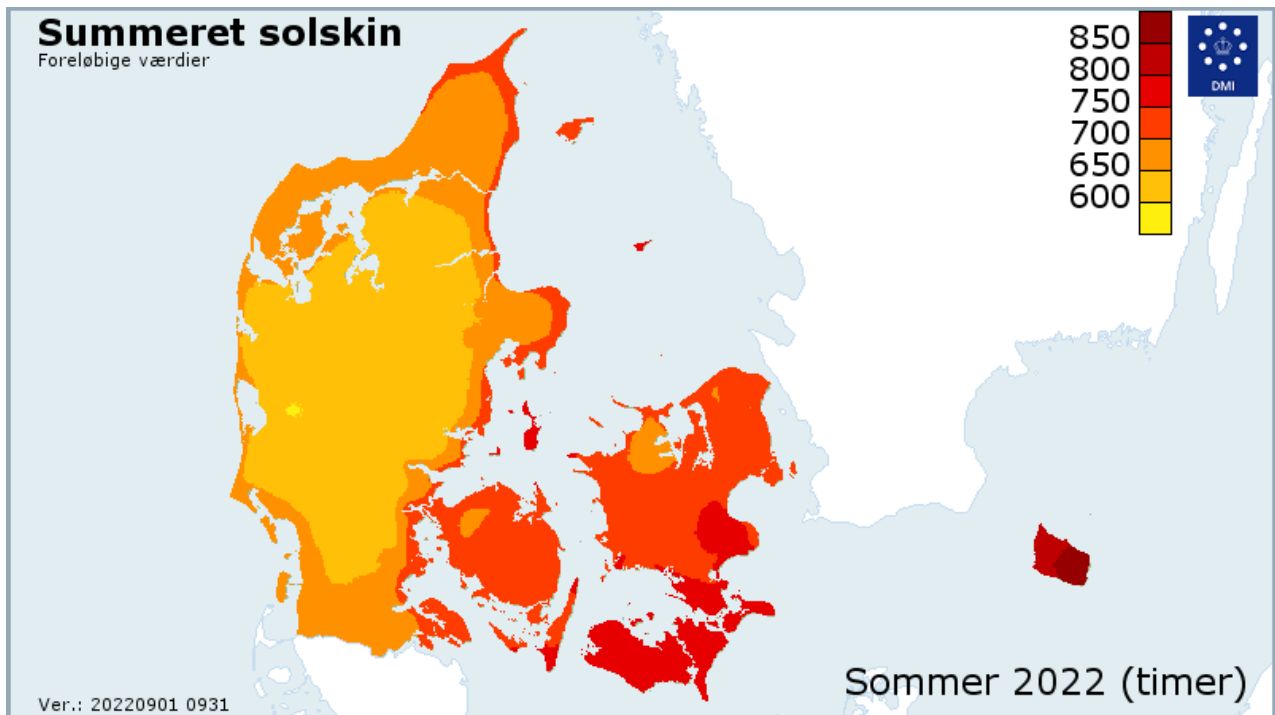 Summeret solskin
Foreløbige værdier
850
800
750
700
650
600
DMI
Sommer 2022 (timer)
Ver.: 20220901 0931